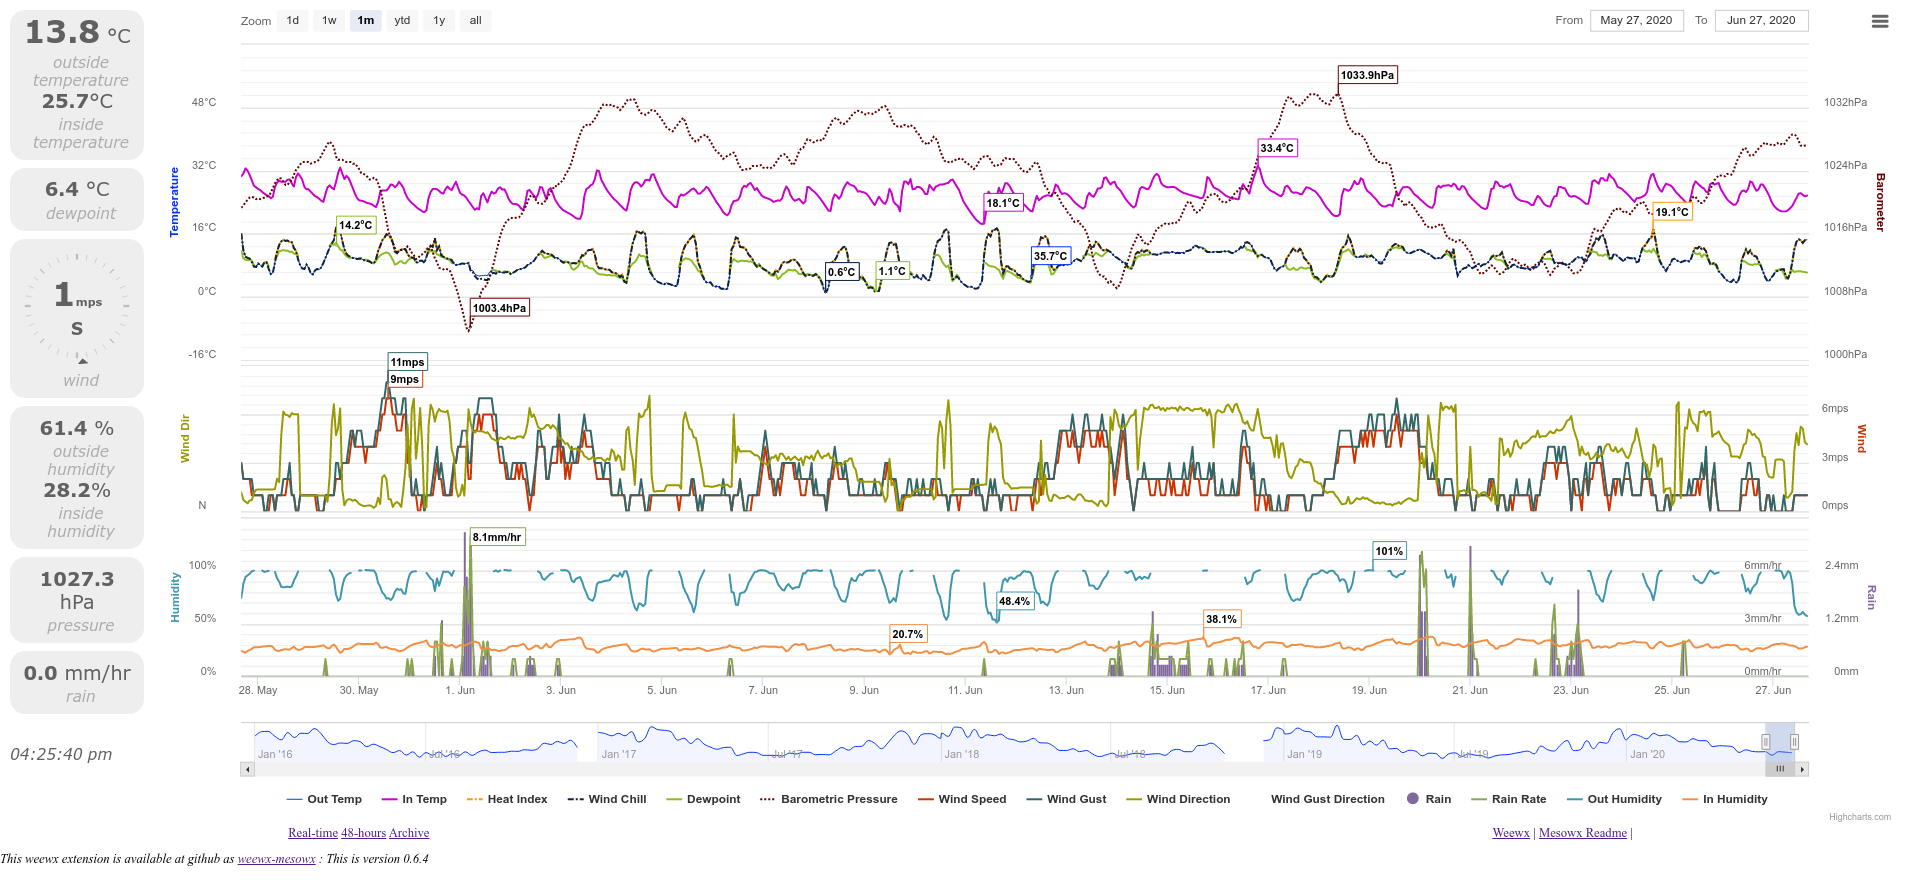 13.8 °C
outside
temperature
25.7°C
inside
temperature
6.4 °C
dewpoint
1mps
S
wind
61.4 %
outside
humidity
28.2%
inside
humidity
1027.3
hPa
pressure
0.0 mm/hr
rain
04:25:40 pm
Zoom 1d 1w 1m ytd 1y all
From May 27, 2020 To Jun 27, 2020
Temperature
48°C
32°C
16°C
0°C
-16°C
Barometer
1032hPa
1024hPa
1016hPa
1008hPa
1000hPa
1033.9hPa
33.4°C
18.1°C
14.2°C
19.1°C
35.7°C
0.6°C
1.1°C
1003.4hPa
Wind Dir
N
11mps
9mps
Wind
6mps
3mps
0mps
Humidity
100%
50%
0%
8.1mm/hr
101%
48.4%
38.1%
20.7%
6mm/hr
3mm/hr
0mm/hr
2.4mm
1.2mm
0mm
Rain
28. May 30. May 1. Jun 3. Jun 5. Jun 7. Jun 9. Jun 11. Jun 13. Jun 15. Jun 17. Jun 19. Jun 21. Jun 23. Jun 25. Jun 27. Jun
Jan '16 Jul '16 Jan '17 Jul '17 Jan '18 Jul '18 Jan '19 Jul '19 Jan '20
Out Temp In Temp Heat Index Wind Chill Dewpoint Barometric Pressure Wind Speed Wind Gust Wind Direction Wind Gust Direction Rain Rain Rate Out Humidity In Humidity
Highcharts.com
Real-time 48-hours Archive
Weewx | Mesowx Readme |
This weewx extension is available at github as weewx-mesowx : This is version 0.6.4